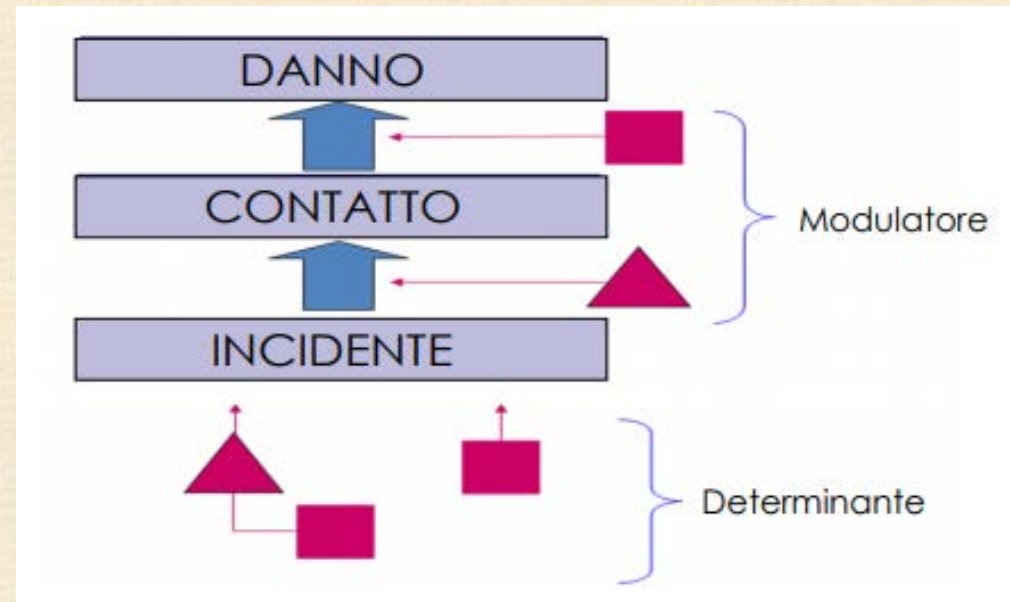 DANNO
CONTATTO
Modulatore
INCIDENTE
Determinante